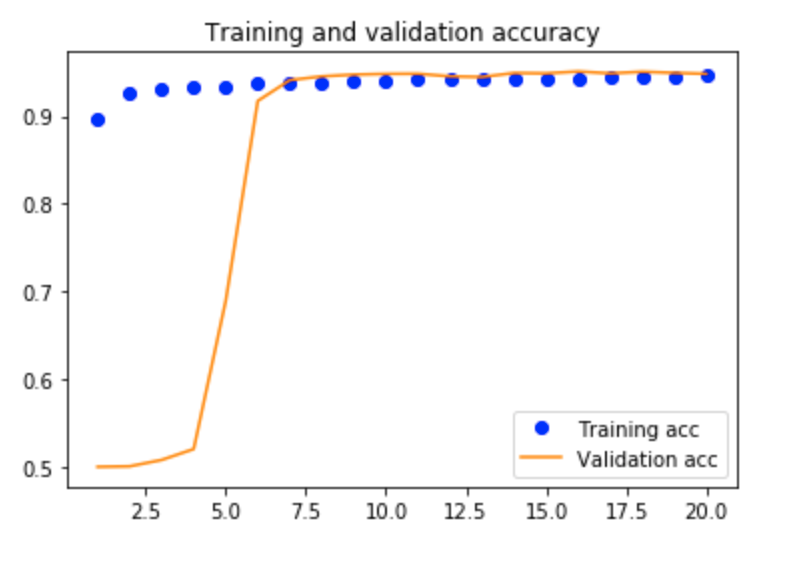 Training and validation accuracy
0.9
0.8
0.7
0.6
0.5
Training acc
Validation acc
2.5 5.0 7.5 10.0 12.5 15.0 17.5 20.0